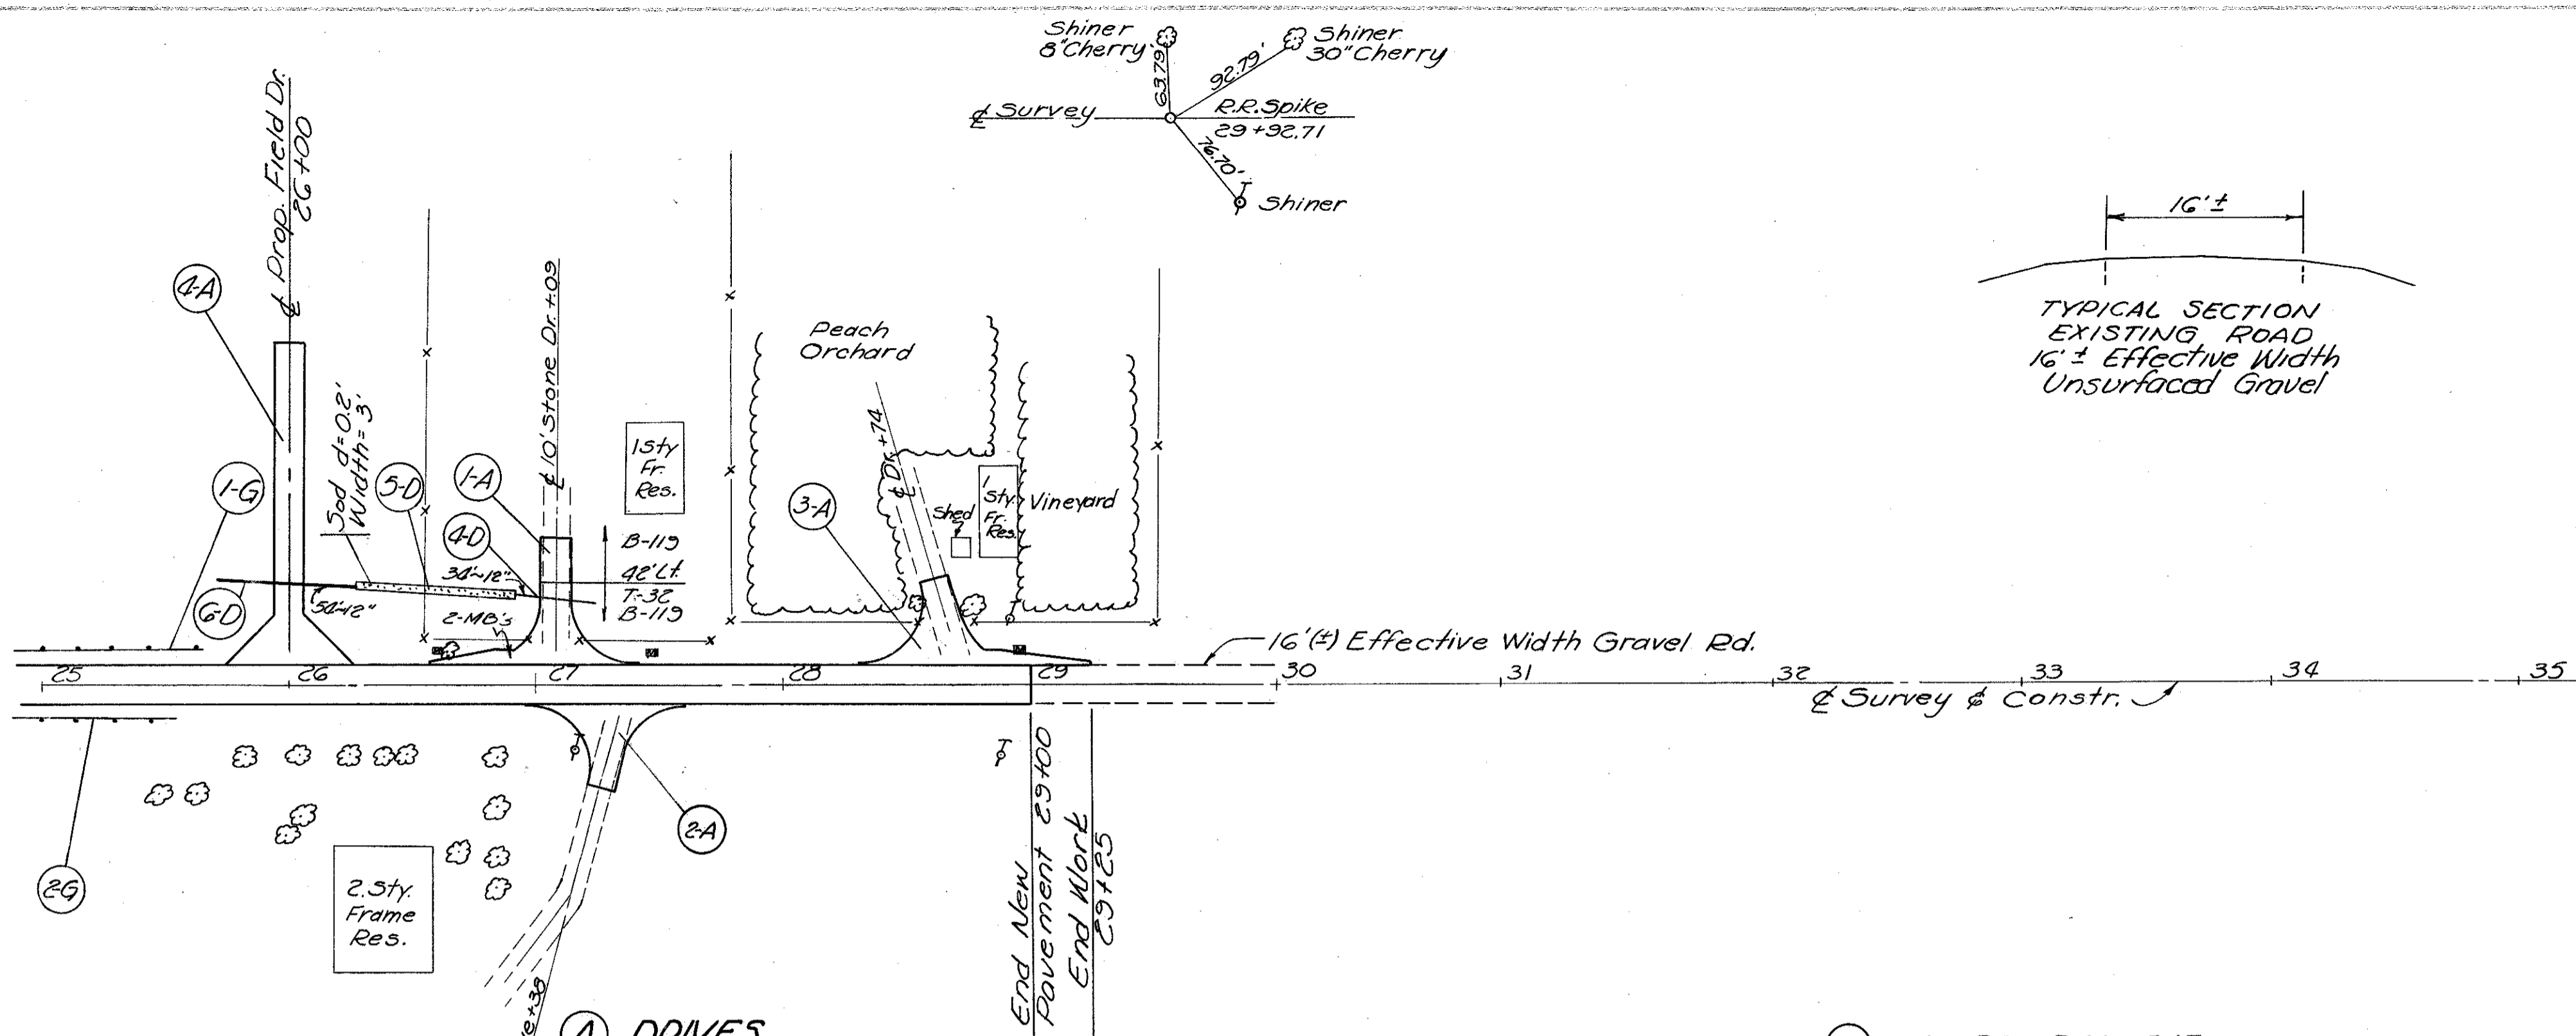 Shiner
8"Cherry
Shiner
30"Cherry
63.79'
92.79'
℄ Survey
R.R.Spike
29+92.71
76.70'
Shiner
16'±
TYPICAL SECTION
EXISTING ROAD
16'± Effective Width
Unsurfaced Gravel
℄ Prop. Field Dr.
26+00
4-A
1-G
Sod d=0.2'
Width=3'
5-D
1-A
4-D
6-D
34'~12"
54'~12"
2-MB's
℄ 10' Stone Dr. +09
1 Sty
Fr.
Res.
B-119
42' Lt.
T-32
B-119
Peach
Orchard
℄ Dr. +74
3-A
Shed
1
Sty.
Fr.
Res.
Vineyard
16'(±) Effective Width Gravel Rd.
25 26 27 28 29 30 31 32 33 34 35
℄ Survey & Constr.
2-G
2-A
2.Sty.
Frame
Res.
End New
Pavement 29+00
End Work
29+25
e+38
A DRIVES